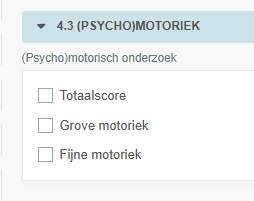 4.3 (PSYCHO)MOTORIEK
(Psycho)motorisch onderzoek
Totaalscore
Grove motoriek
Fijne motoriek